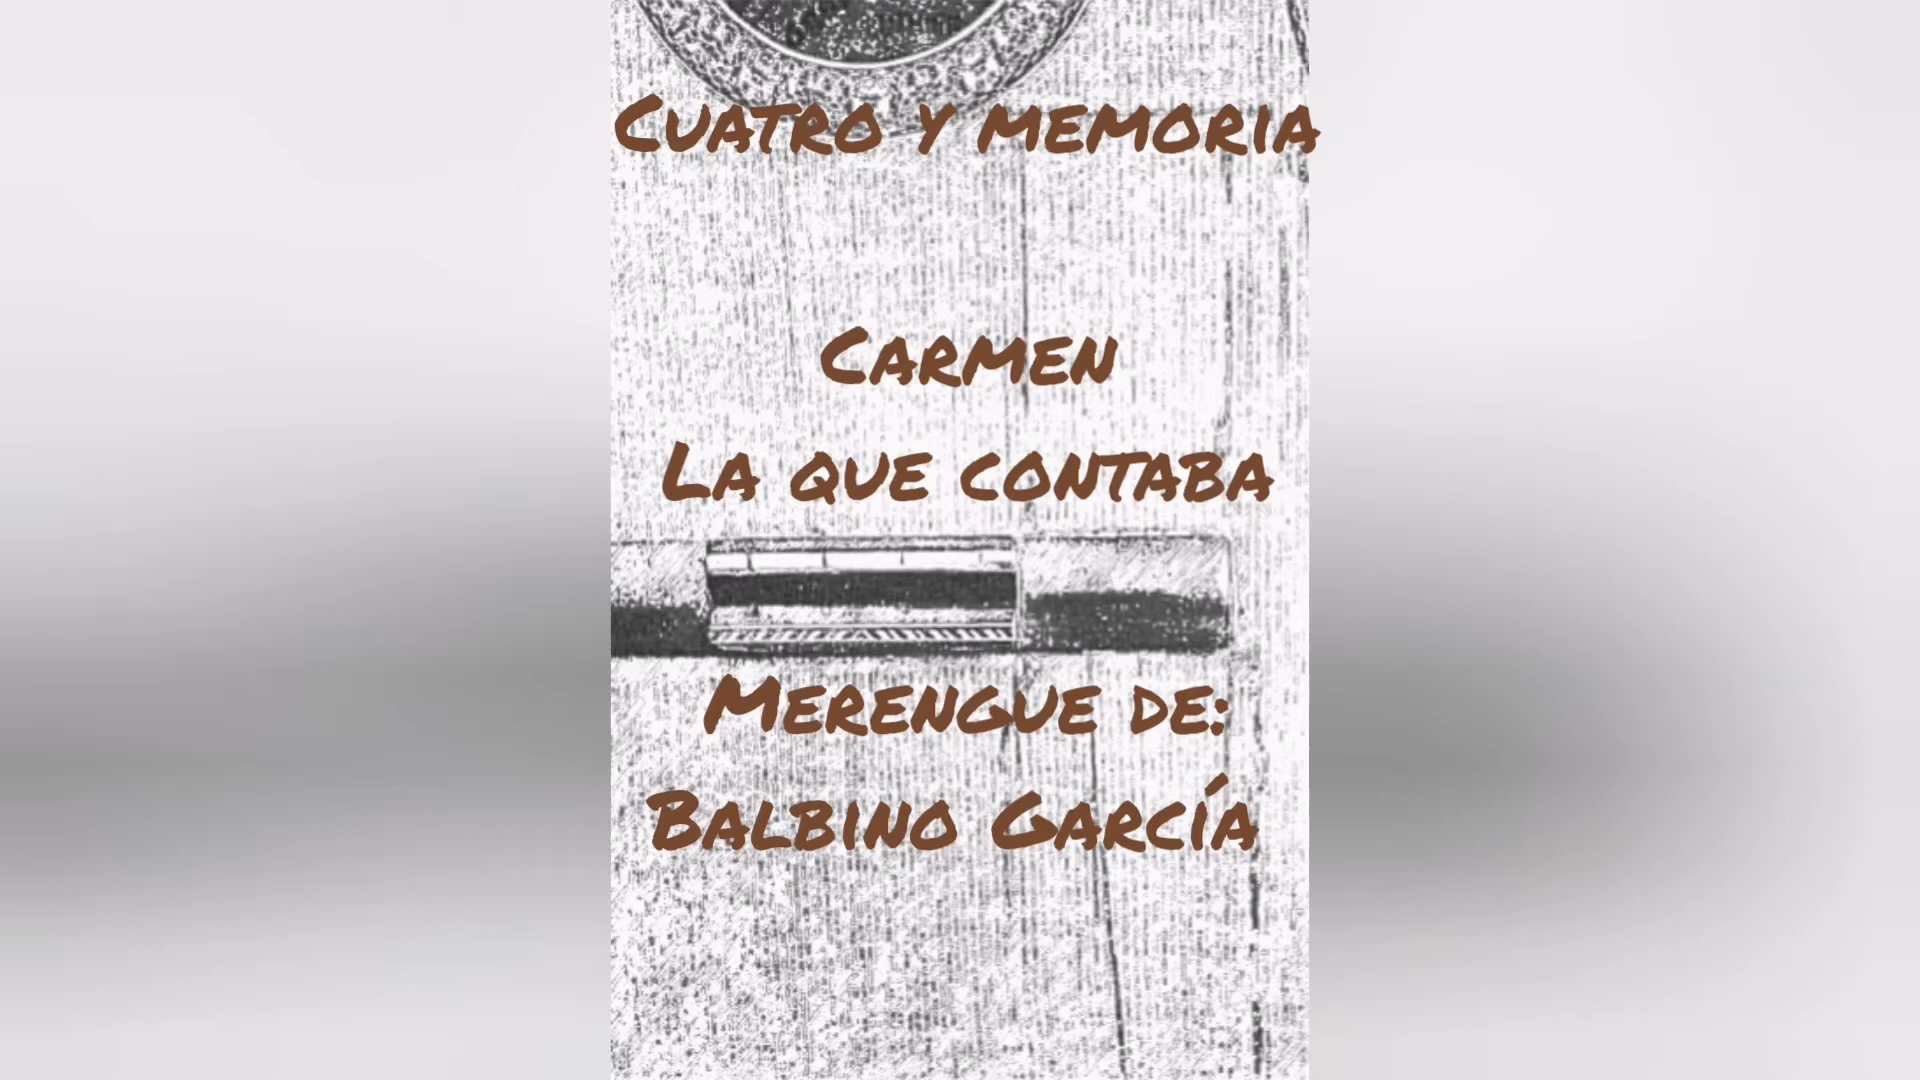 Cuatro y memoria
Carmen
La que contaba
Merengue de:
Balbino García